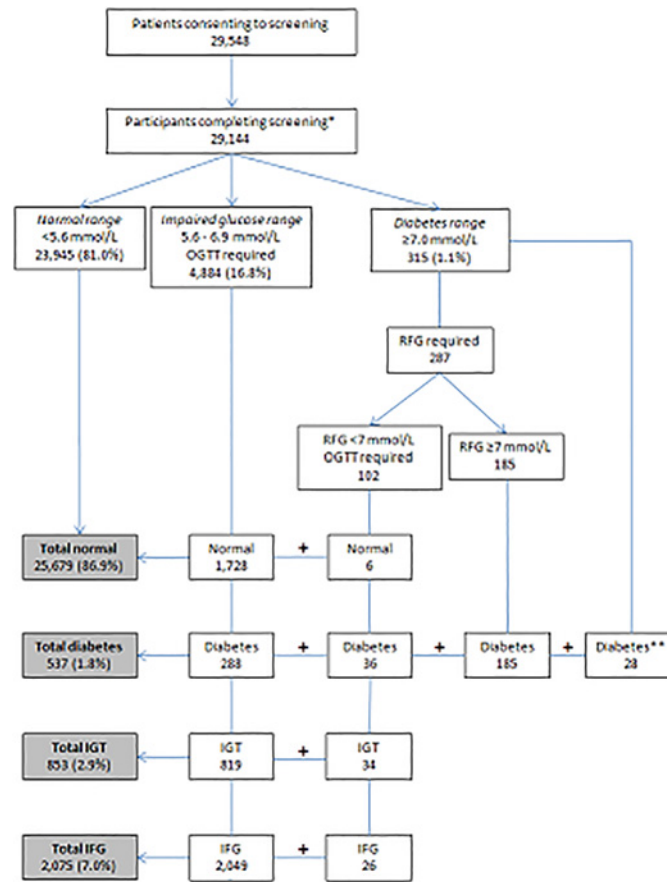 Patients consenting to screening
29,548
Participants completing screening*
29,144
Normal range
<5.6 mmol/L
23,945 (81.0%)
Impaired glucose range
5.6 - 6.9 mmol/L
OGTT required
4,884 (16.8%)
Diabetes range
≥7.0 mmol/L
315 (1.1%)
RFG required
287
RFG <7 mmol/L
OGTT required
102
RFG ≥7 mmol/L
185
Total normal
25,679 (86.9%)
Normal
1,728
+
Normal
6
Total diabetes
537 (1.8%)
Diabetes
288
+
Diabetes
36
+
Diabetes
185
+
Diabetes**
28
Total IGT
853 (2.9%)
IGT
819
+
IGT
34
Total IFG
2,075 (7.0%)
IFG
2,049
+
IFG
26